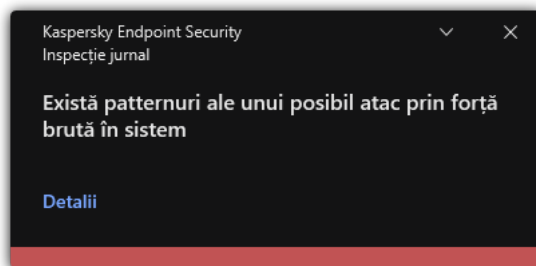 Kaspersky Endpoint Security
Inspecție jurnal
Există patternuri ale unui posibil atac prin forță
brută în sistem
Detalii